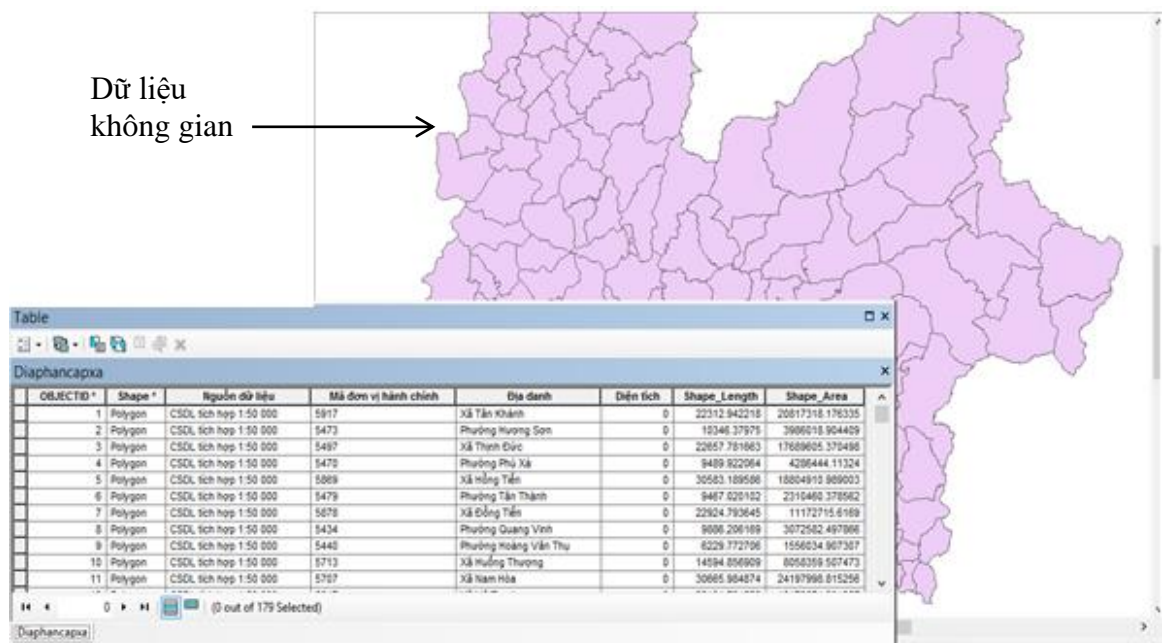 Dữ liệu
không gian
Table
Diaphancapxa
OBJECTID * Shape * Nguồn dữ liệu Mã đơn vị hành chính Địa danh Diện tích Shape_Length Shape_Area
1 Polygon CSDL tích hợp 1:50 000 5917 Xã Tân Khánh 0 22312.942218 20817318.176335
2 Polygon CSDL tích hợp 1:50 000 5473 Phường Hương Sơn 0 10346.37975 3986018.904409
3 Polygon CSDL tích hợp 1:50 000 5497 Xã Thịnh Đức 0 22657.781663 17689605.370498
4 Polygon CSDL tích hợp 1:50 000 5470 Phường Phú Xá 0 9489.922064 4286444.11324
5 Polygon CSDL tích hợp 1:50 000 5869 Xã Hồng Tiến 0 30583.189586 18804910.989003
6 Polygon CSDL tích hợp 1:50 000 5479 Phường Tân Thành 0 9467.020102 2310460.378562
7 Polygon CSDL tích hợp 1:50 000 5878 Xã Đồng Tiến 0 22924.793645 11172715.6169
8 Polygon CSDL tích hợp 1:50 000 5434 Phường Quang Vinh 0 9886.206169 3072582.497866
9 Polygon CSDL tích hợp 1:50 000 5440 Phường Hoàng Văn Thụ 0 6229.772706 1556034.907307
10 Polygon CSDL tích hợp 1:50 000 5713 Xã Huống Thượng 0 14594.856909 8058359.507473
11 Polygon CSDL tích hợp 1:50 000 5707 Xã Nam Hòa 0 30665.984874 24197998.815256
0 (0 out of 179 Selected)
Diaphancapxa